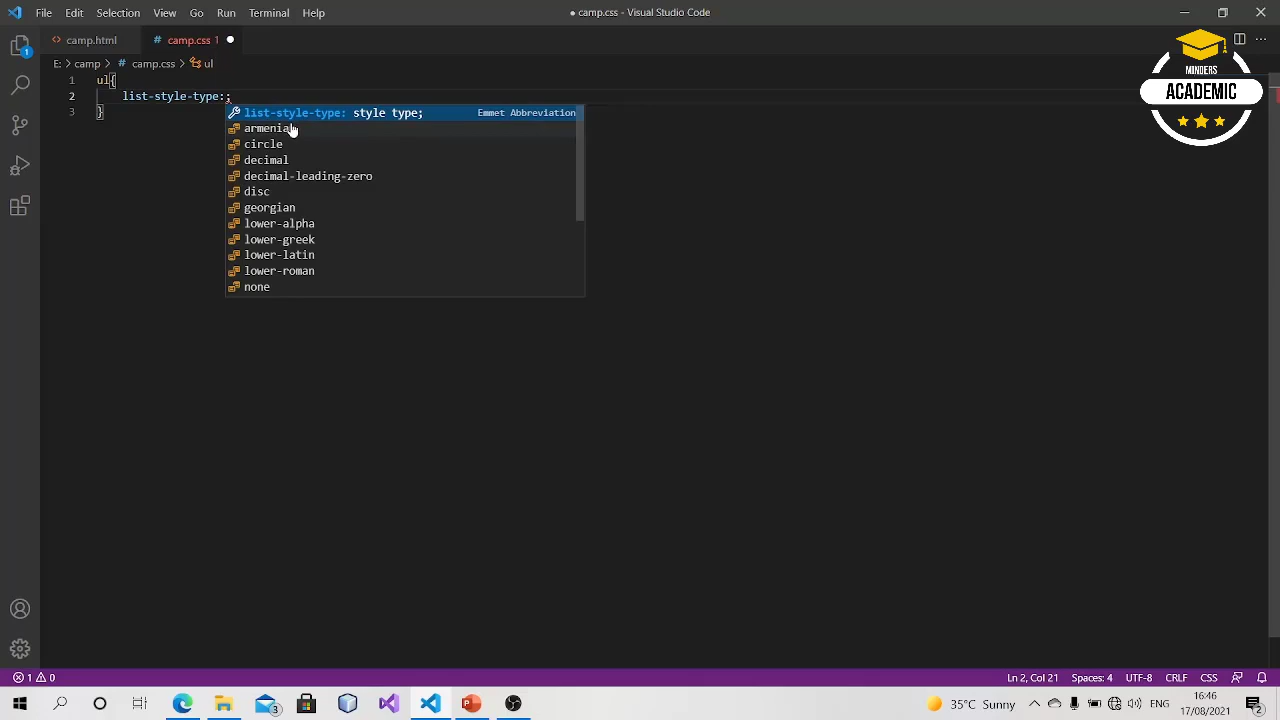 File Edit Selection View Go Run Terminal Help
● camp.css - Visual Studio Code
camp.html
# camp.css 1
MINDERS
ACADEMIC
E: > camp > # camp.css > ul
1 ul{
2 list-style-type:;
3 }
list-style-type: style type; Emmet Abbreviation
armenian
circle
decimal
decimal-leading-zero
disc
georgian
lower-alpha
lower-greek
lower-latin
lower-roman
none
1
1 0
Ln 2, Col 21 Spaces: 4 UTF-8 CRLF CSS
3
35°C Sunny
ENG
16:46
17/08/2021
2